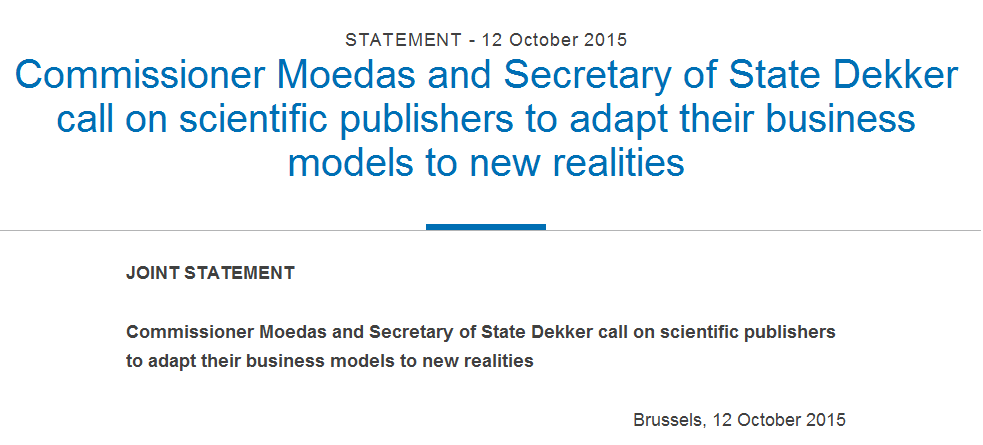 STATEMENT - 12 October 2015
Commissioner Moedas and Secretary of State Dekker
call on scientific publishers to adapt their business
models to new realities
JOINT STATEMENT
Commissioner Moedas and Secretary of State Dekker call on scientific publishers
to adapt their business models to new realities
Brussels, 12 October 2015